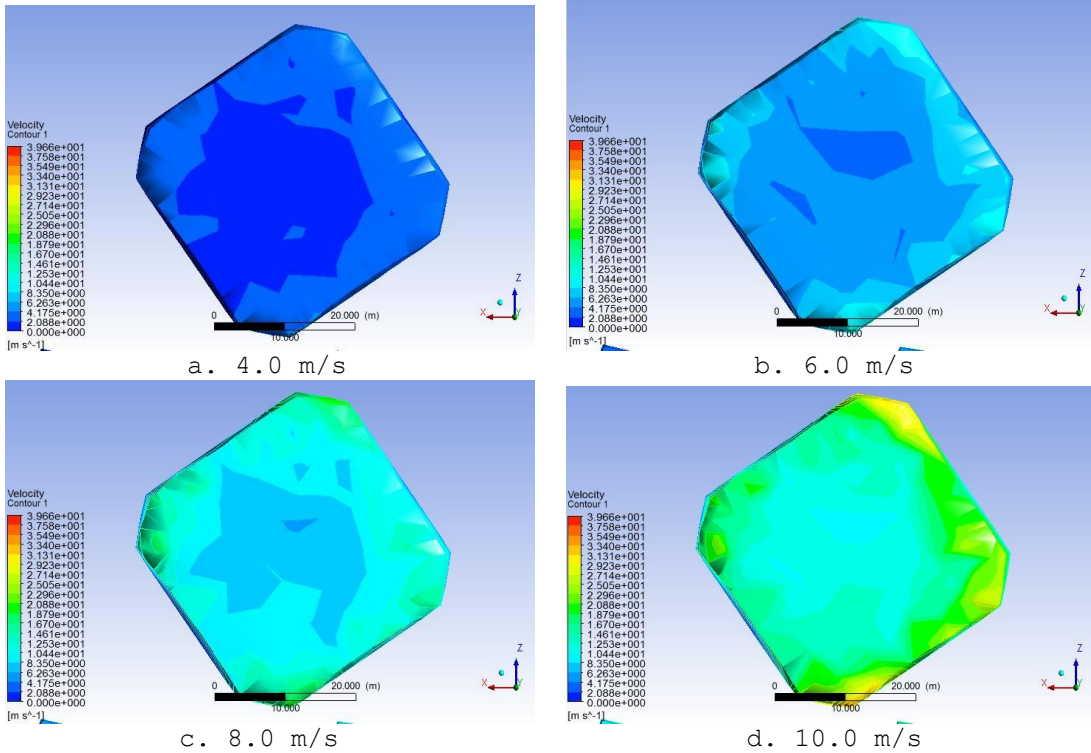 Velocity
Contour 1
3.966e+001
3.758e+001
3.549e+001
3.340e+001
3.131e+001
2.923e+001
2.714e+001
2.505e+001
2.296e+001
2.088e+001
1.879e+001
1.670e+001
1.461e+001
1.253e+001
1.044e+001
8.350e+000
6.263e+000
4.175e+000
2.088e+000
0.000e+000
[m s^-1]
0 20.000 (m)
10.000
Z
X Y
a. 4.0 m/s
Velocity
Contour 1
3.966e+001
3.758e+001
3.549e+001
3.340e+001
3.131e+001
2.923e+001
2.714e+001
2.505e+001
2.296e+001
2.088e+001
1.879e+001
1.670e+001
1.461e+001
1.253e+001
1.044e+001
8.350e+000
6.263e+000
4.175e+000
2.088e+000
0.000e+000
[m s^-1]
0 20.000 (m)
10.000
Z
X Y
b. 6.0 m/s
Velocity
Contour 1
3.966e+001
3.758e+001
3.549e+001
3.340e+001
3.131e+001
2.923e+001
2.714e+001
2.505e+001
2.296e+001
2.088e+001
1.879e+001
1.670e+001
1.461e+001
1.253e+001
1.044e+001
8.350e+000
6.263e+000
4.175e+000
2.088e+000
0.000e+000
[m s^-1]
0 20.000 (m)
10.000
Z
X Y
c. 8.0 m/s
Velocity
Contour 1
3.966e+001
3.758e+001
3.549e+001
3.340e+001
3.131e+001
2.923e+001
2.714e+001
2.505e+001
2.296e+001
2.088e+001
1.879e+001
1.670e+001
1.461e+001
1.253e+001
1.044e+001
8.350e+000
6.263e+000
4.175e+000
2.088e+000
0.000e+000
[m s^-1]
0 20.000 (m)
10.000
Z
X Y
d. 10.0 m/s